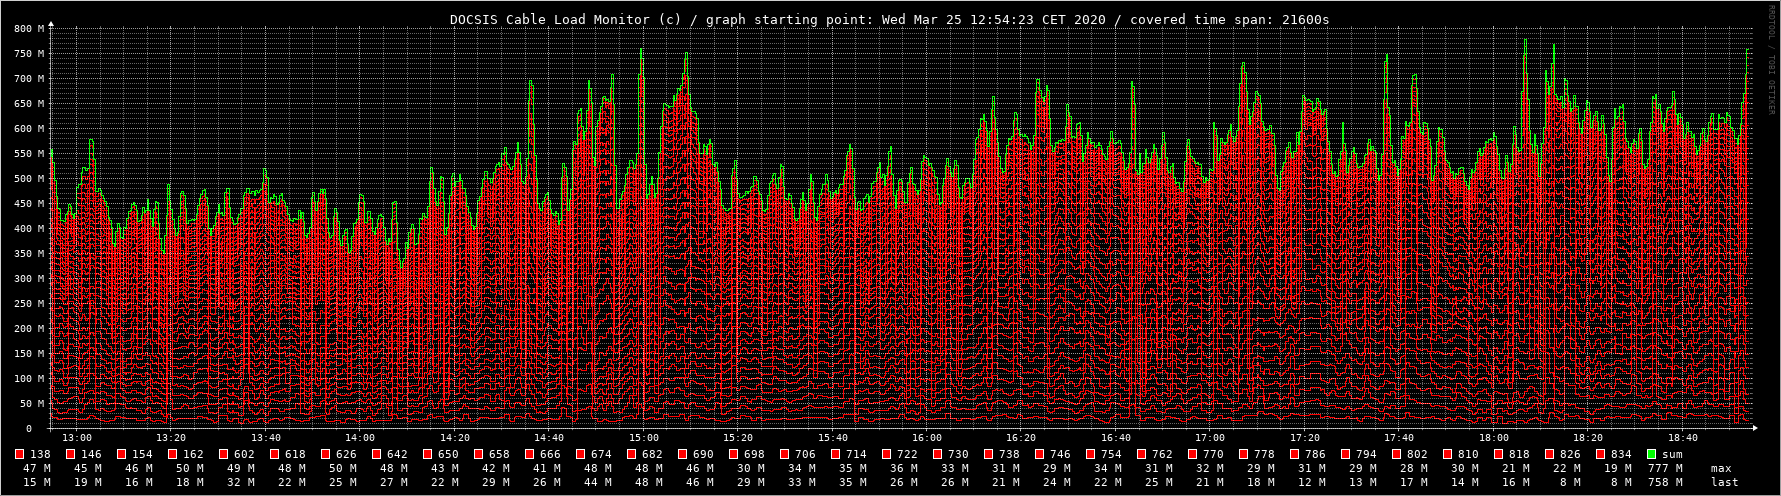 DOCSIS Cable Load Monitor (c) / graph starting point: Wed Mar 25 12:54:23 CET 2020 / covered time span: 21600s
RRDTOOL / TOBI OETIKER
800 M
750 M
700 M
650 M
600 M
550 M
500 M
450 M
400 M
350 M
300 M
250 M
200 M
150 M
100 M
50 M
0
13:00 13:20 13:40 14:00 14:20 14:40 15:00 15:20 15:40 16:00 16:20 16:40 17:00 17:20 17:40 18:00 18:20 18:40
138 146 154 162 602 618 626 642 650 658 666 674 682 690 698 706 714 722 730 738 746 754 762 770 778 786 794 802 810 818 826 834 sum
47 M 45 M 46 M 50 M 49 M 48 M 50 M 48 M 43 M 42 M 41 M 48 M 48 M 46 M 30 M 34 M 35 M 36 M 33 M 31 M 29 M 34 M 31 M 32 M 29 M 31 M 29 M 28 M 30 M 21 M 22 M 19 M 777 M max
15 M 19 M 16 M 18 M 32 M 22 M 25 M 27 M 22 M 29 M 26 M 44 M 48 M 46 M 29 M 33 M 35 M 26 M 26 M 21 M 24 M 22 M 25 M 21 M 18 M 12 M 13 M 17 M 14 M 16 M 8 M 8 M 758 M last